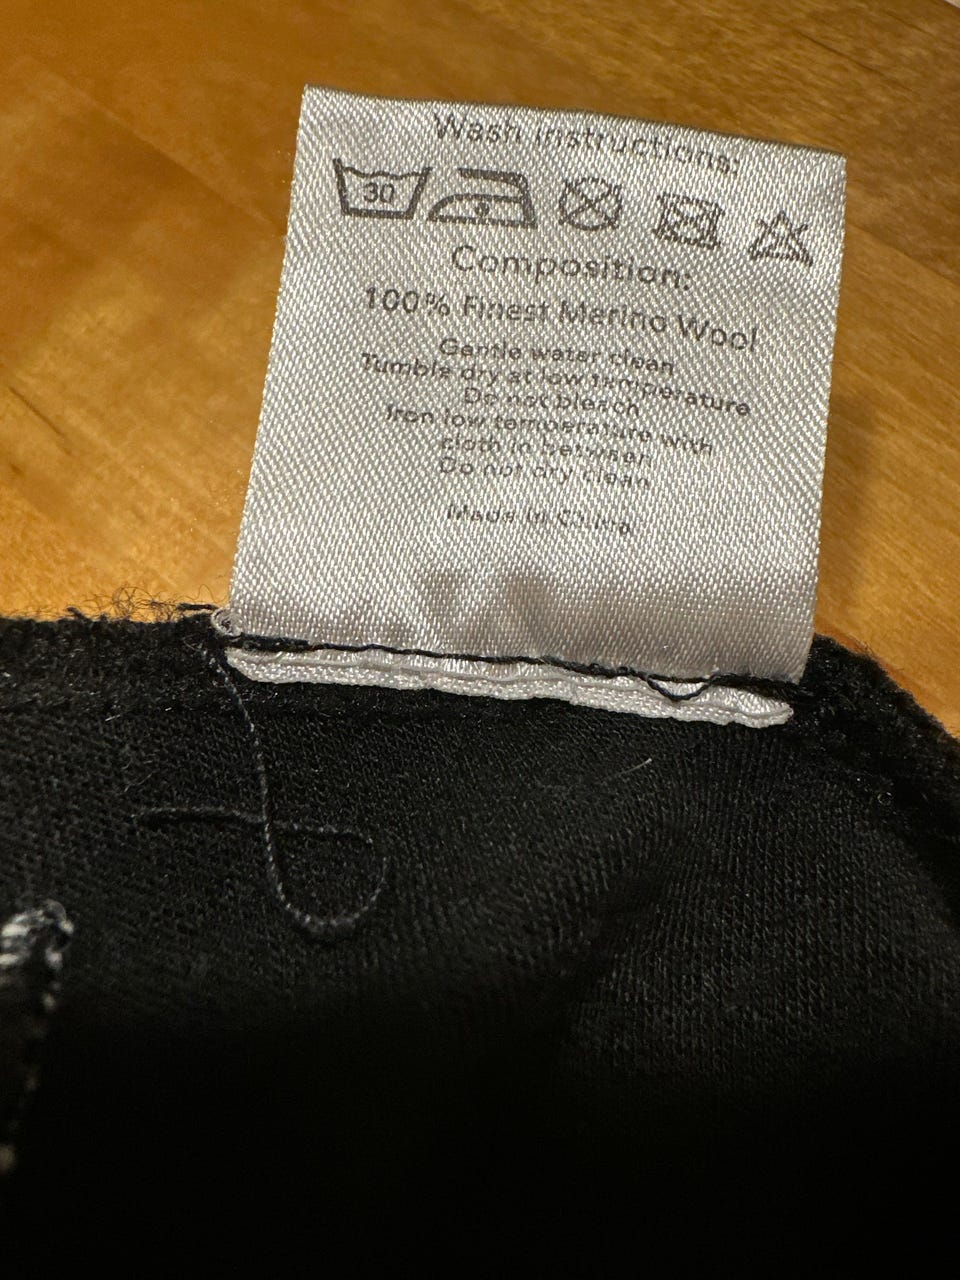 Wash instructions:
30
Composition:
100% Finest Merino Wool
Gentle water clean
Tumble dry at low temperature
Do not bleach
Iron low temperature with
cloth in between
Do not dry clean
Made in China